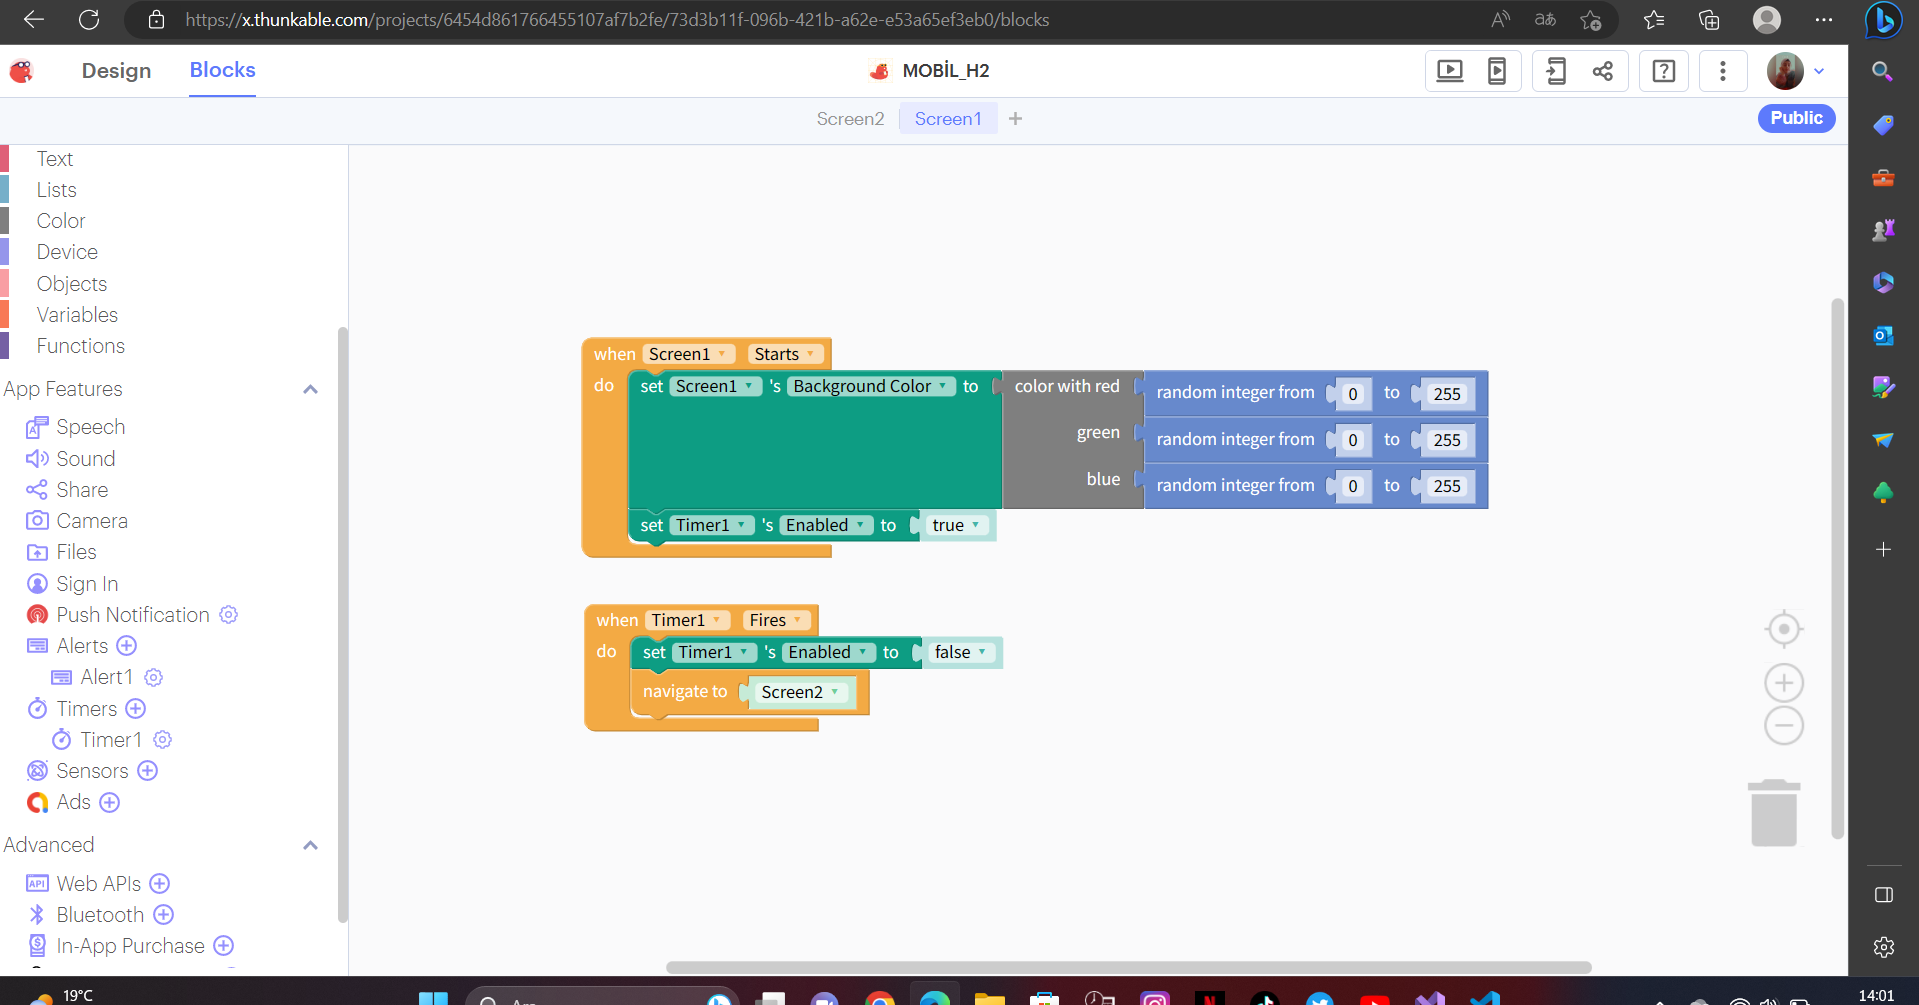 https://x.thunkable.com/projects/6454d861766455107af7b2fe/73d3b11f-096b-421b-a62e-e53a65ef3eb0/blocks
Design
Blocks
MOBİL_H2
Screen2
Screen1
Public
Text
Lists
Color
Device
Objects
Variables
Functions
App Features
Speech
Sound
Share
Camera
Files
Sign In
Push Notification
Alerts
Alert1
Timers
Timer1
Sensors
Ads
Advanced
Web APIs
Bluetooth
In-App Purchase
when Screen1 Starts
do set Screen1 's Background Color to color with red random integer from 0 to 255
green random integer from 0 to 255
blue random integer from 0 to 255
set Timer1 's Enabled to true
when Timer1 Fires
do set Timer1 's Enabled to false
navigate to Screen2
19°C
14:01